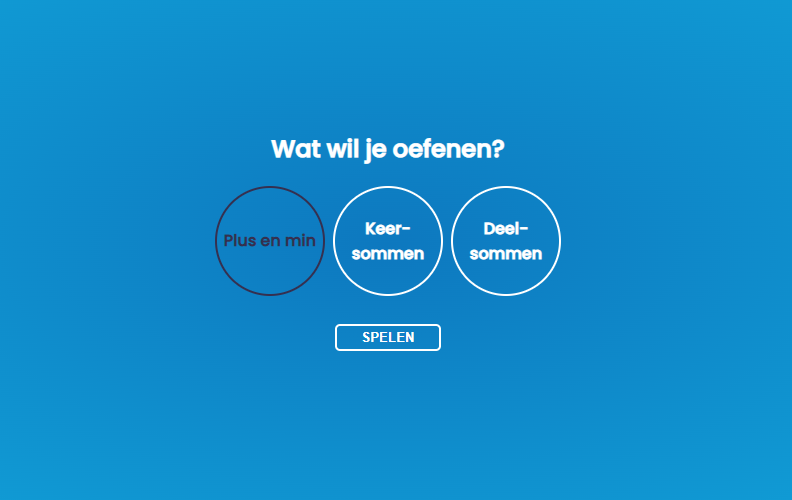 Wat wil je oefenen?
Plus en min
Keer-
sommen
Deel-
sommen
SPELEN